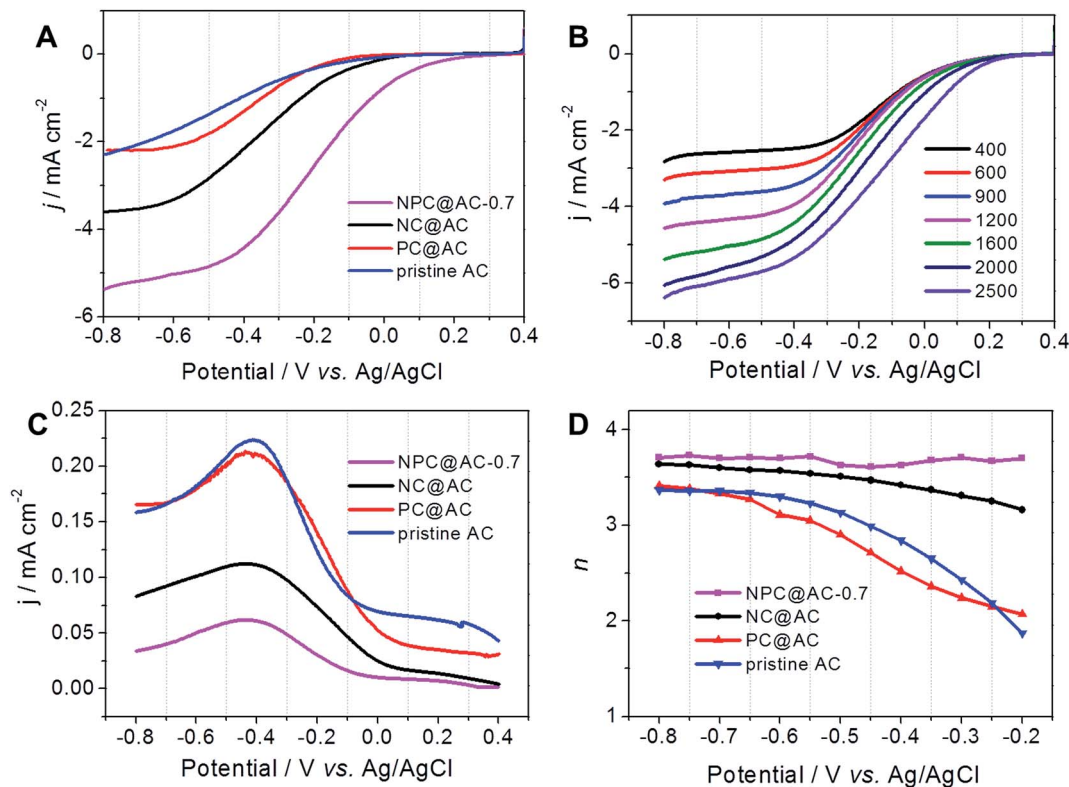 A
0
-2
-4
-6
j / mA cm-2
NPC@AC-0.7
NC@AC
PC@AC
pristine AC
-0.8 -0.6 -0.4 -0.2 0.0 0.2 0.4
Potential / V vs. Ag/AgCl
B
0
-2
-4
-6
j / mA cm-2
400
600
900
1200
1600
2000
2500
-0.8 -0.6 -0.4 -0.2 0.0 0.2 0.4
Potential / V vs. Ag/AgCl
C
0.25
0.20
0.15
0.10
0.05
0.00
j / mA cm-2
NPC@AC-0.7
NC@AC
PC@AC
pristine AC
-0.8 -0.6 -0.4 -0.2 0.0 0.2 0.4
Potential / V vs. Ag/AgCl
D
4
3
2
1
n
NPC@AC-0.7
NC@AC
PC@AC
pristine AC
-0.8 -0.7 -0.6 -0.5 -0.4 -0.3 -0.2
Potential / V vs. Ag/AgCl